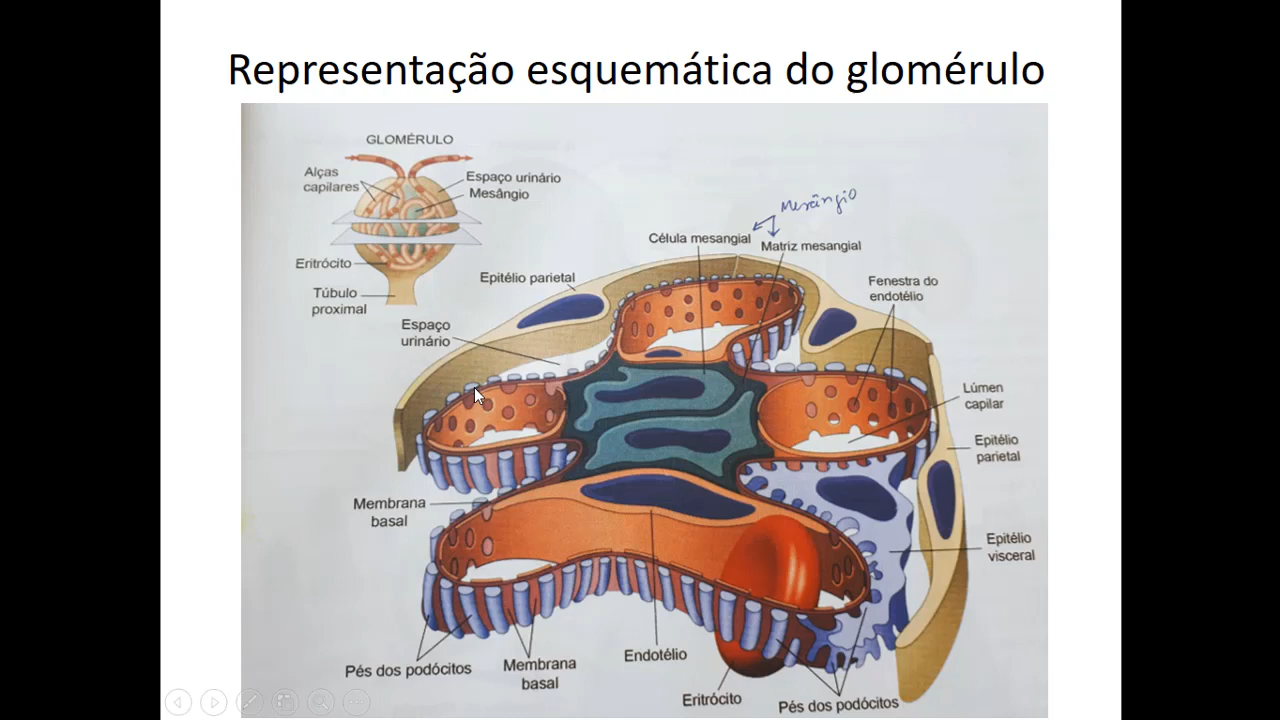 Representação esquemática do glomérulo
GLOMÉRULO
Alças
capilares
Espaço urinário
Mesângio
Eritrócito
Túbulo
proximal
Mesângio
Célula mesangial
Matriz mesangial
Epitélio parietal
Fenestra do
endotélio
Espaço
urinário
Lúmen
capilar
Epitélio
parietal
Membrana
basal
Epitélio
visceral
Pés dos podócitos
Membrana
basal
Endotélio
Eritrócito
Pés dos podócitos